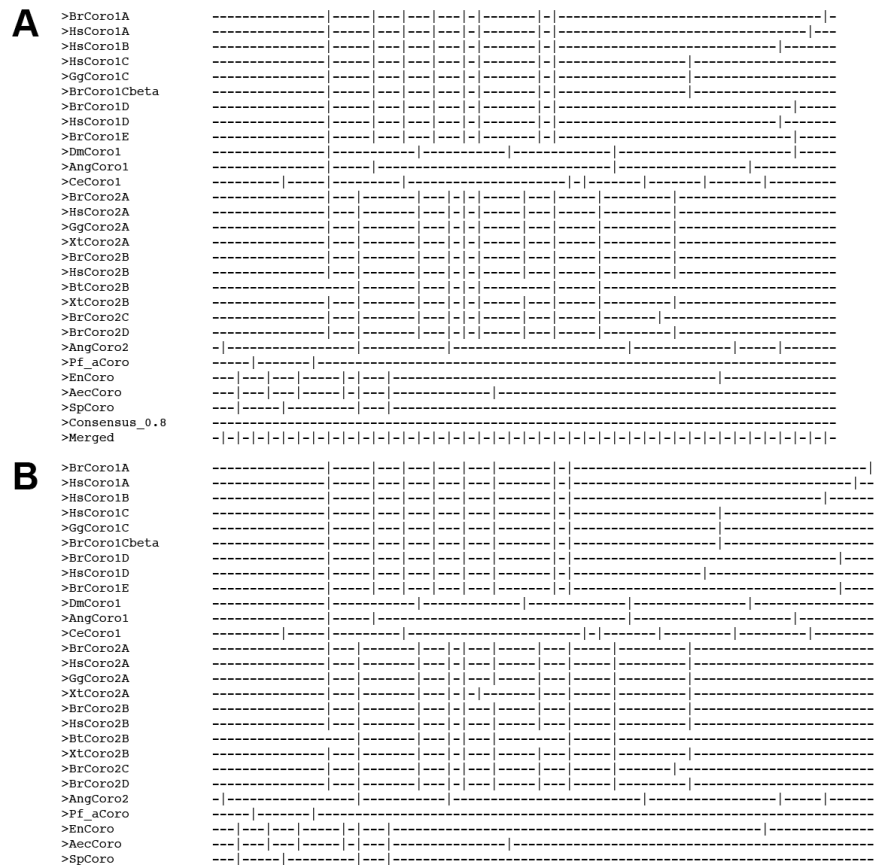 A
>BrCoro1A
>HsCoro1A
>HsCoro1B
>HsCoro1C
>GgCoro1C
>BrCoro1Cbeta
>BrCoro1D
>HsCoro1D
>BrCoro1E
>DmCoro1
>AngCoro1
>CeCoro1
>BrCoro2A
>HsCoro2A
>GgCoro2A
>XtCoro2A
>BrCoro2B
>HsCoro2B
>BtCoro2B
>XtCoro2B
>BrCoro2C
>BrCoro2D
>AngCoro2
>Pf_aCoro
>EnCoro
>AecCoro
>SpCoro
>Consensus_0.8
>Merged
B
>BrCoro1A
>HsCoro1A
>HsCoro1B
>HsCoro1C
>GgCoro1C
>BrCoro1Cbeta
>BrCoro1D
>HsCoro1D
>BrCoro1E
>DmCoro1
>AngCoro1
>CeCoro1
>BrCoro2A
>HsCoro2A
>GgCoro2A
>XtCoro2A
>BrCoro2B
>HsCoro2B
>BtCoro2B
>XtCoro2B
>BrCoro2C
>BrCoro2D
>AngCoro2
>Pf_aCoro
>EnCoro
>AecCoro
>SpCoro